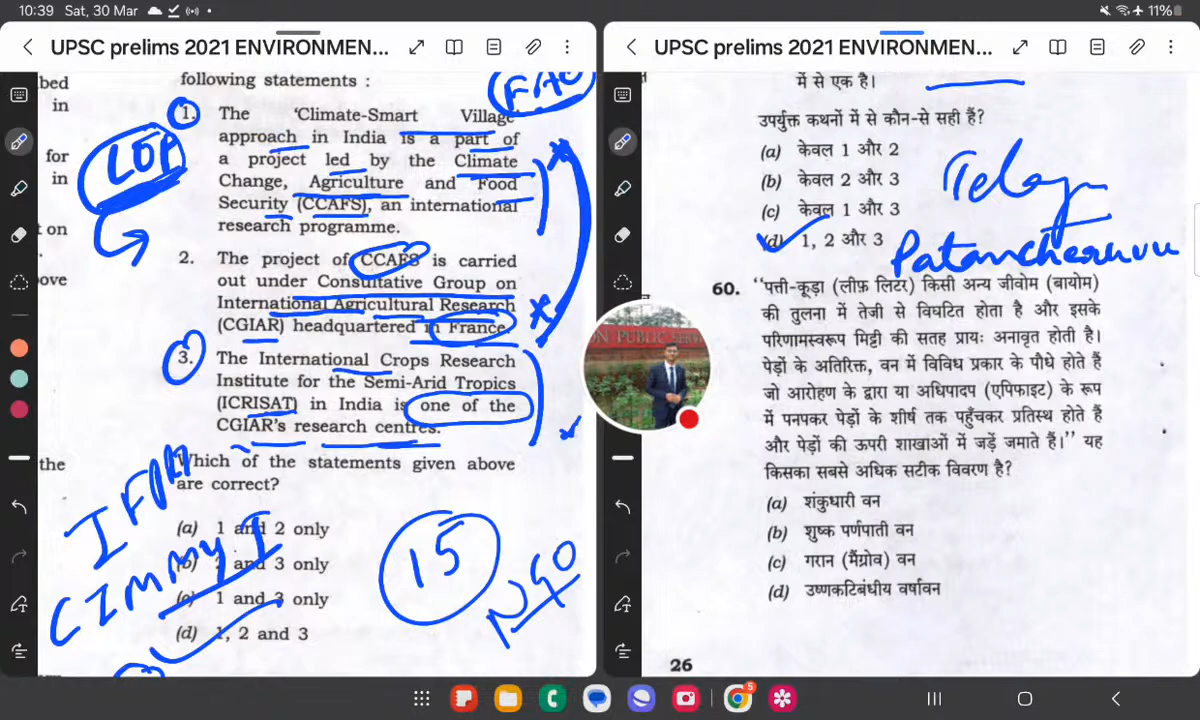 10:39 Sat, 30 Mar
11%
UPSC prelims 2021 ENVIRONMEN...
bed
in
for
in
t on
ove
the
following statements :
FAO
1. The 'Climate-Smart Village'
approach in India is a part of
a project led by the Climate
Change, Agriculture and Food
Security (CCAFS), an international
research programme.
2. The project of CCAFS is carried
out under Consultative Group on
International Agricultural Research
(CGIAR) headquartered in France.
3. The International Crops Research
Institute for the Semi-Arid Tropics
(ICRISAT) in India is one of the
CGIAR's research centres.
Which of the statements given above
are correct?
(a) 1 and 2 only
(b) 2 and 3 only
(c) 1 and 3 only
(d) 1, 2 and 3
CIMMYT
15
UPSC prelims 2021 ENVIRONMEN...
में से एक है।
उपर्युक्त कथनों में से कौन-से सही हैं?
(a) केवल 1 और 2
(b) केवल 2 और 3
(c) केवल 1 और 3
(d) 1, 2 और 3
Patancheruvu
60. “पत्ती-कूड़ा (लीफ़ लिटर) किसी अन्य जीवोम (बायोम)
की तुलना में तेजी से विघटित होता है और इसके
परिणामस्वरूप मिट्टी की सतह प्रायः अनावृत होती है।
पेड़ों के अतिरिक्त, वन में विविध प्रकार के पौधे होते हैं
जो आरोहण के द्वारा या अधिपादप (एपिफाइट) के रूप
में पनपकर पेड़ों के शीर्ष तक पहुँचकर प्रतिस्थ होते हैं
और पेड़ों की ऊपरी शाखाओं में जड़ें जमाते हैं।” यह
किसका सबसे अधिक सटीक विवरण है?
(a) शंकुधारी वन
(b) शुष्क पर्णपाती वन
(c) गरान (मैंग्रोव) वन
(d) उष्णकटिबंधीय वर्षावन
26
5